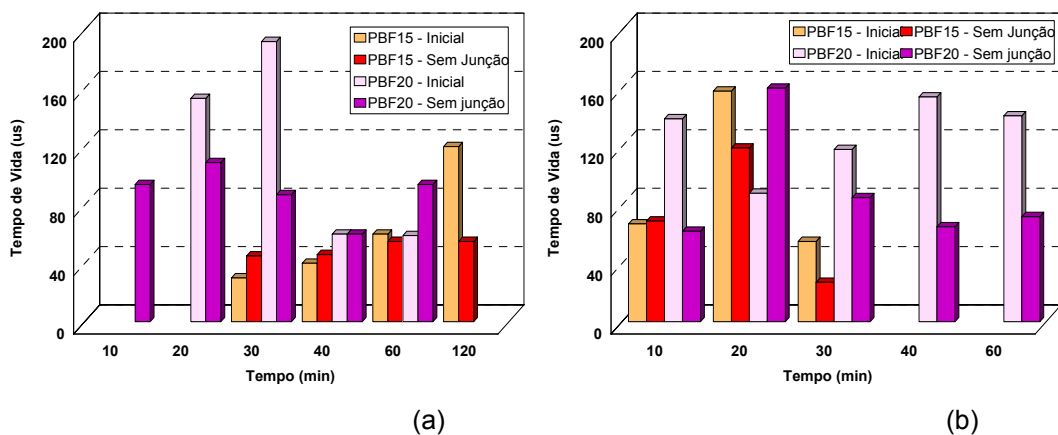 200
160
120
80
40
0
Tempo de Vida (us)
PBF15 - Inicial
PBF15 - Sem Junção
PBF20 - Inicial
PBF20 - Sem junção
10 20 30 40 60 120
Tempo (min)
(a)
200
160
120
80
40
0
Tempo de Vida (us)
PBF15 - Inicial PBF15 - Sem Junção
PBF20 - Inicial PBF20 - Sem junção
10 20 30 40 60
Tempo (min)
(b)